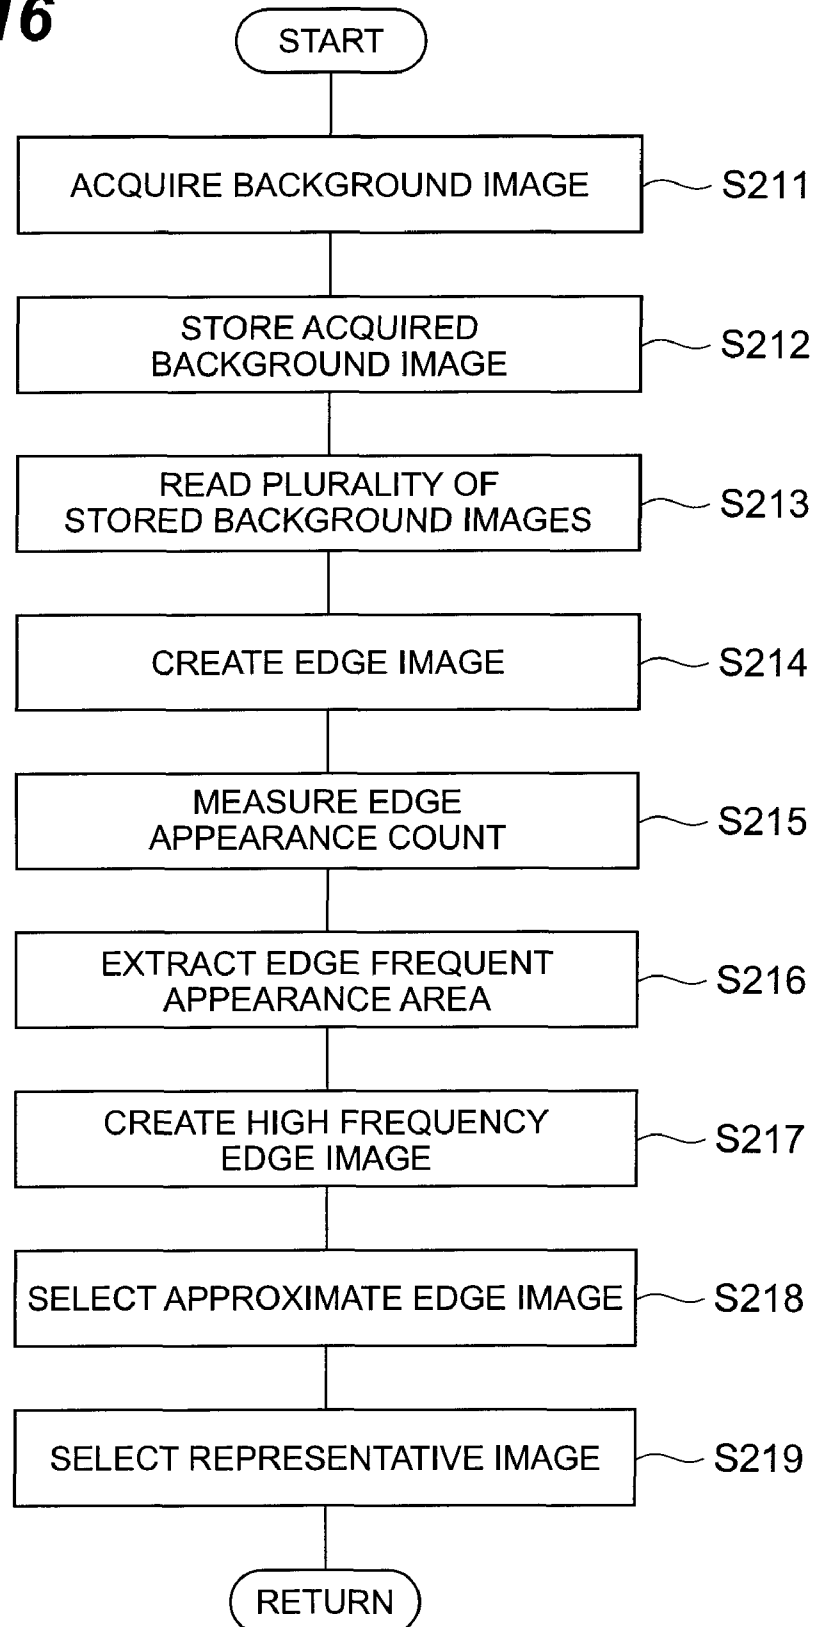 16
START
ACQUIRE BACKGROUND IMAGE
S211
STORE ACQUIRED
BACKGROUND IMAGE
S212
READ PLURALITY OF
STORED BACKGROUND IMAGES
S213
CREATE EDGE IMAGE
S214
MEASURE EDGE
APPEARANCE COUNT
S215
EXTRACT EDGE FREQUENT
APPEARANCE AREA
S216
CREATE HIGH FREQUENCY
EDGE IMAGE
S217
SELECT APPROXIMATE EDGE IMAGE
S218
SELECT REPRESENTATIVE IMAGE
S219
RETURN